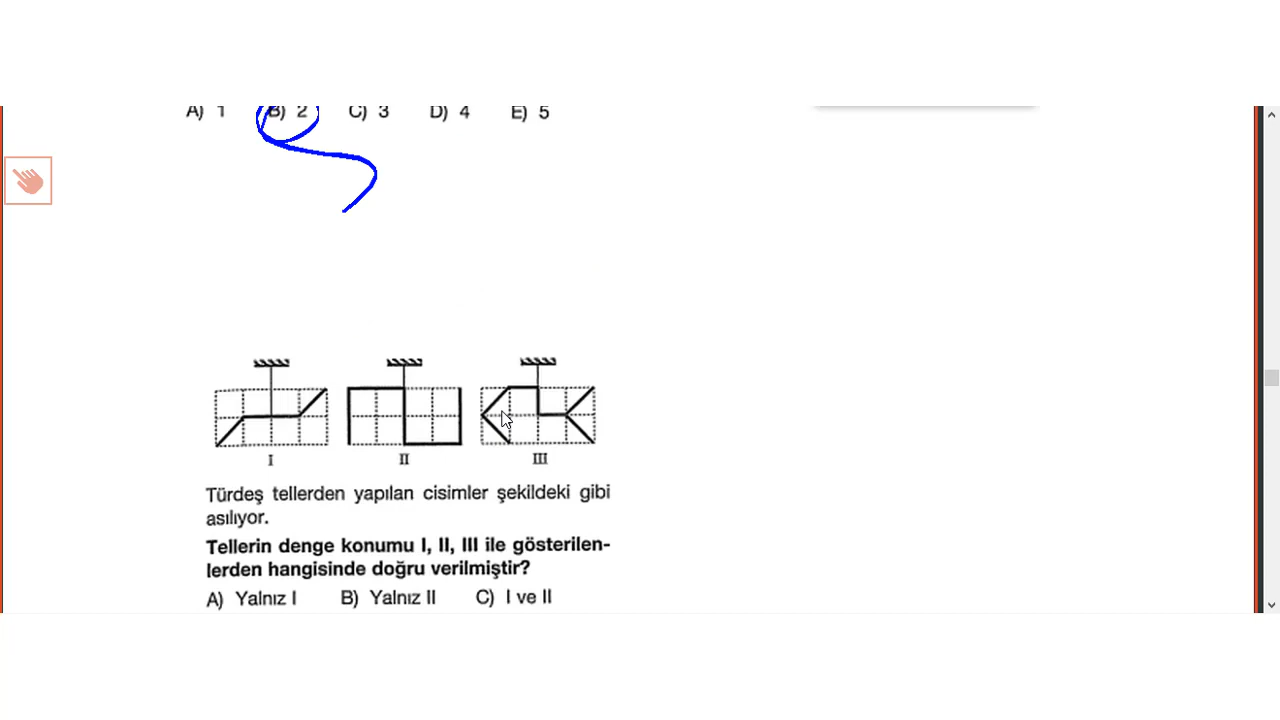 A) 1 B) 2 C) 3 D) 4 E) 5
I II III
Türdeş tellerden yapılan cisimler şekildeki gibi
asılıyor.
Tellerin denge konumu I, II, III ile gösterilen-
lerden hangisinde doğru verilmiştir?
A) Yalnız I B) Yalnız II C) I ve II